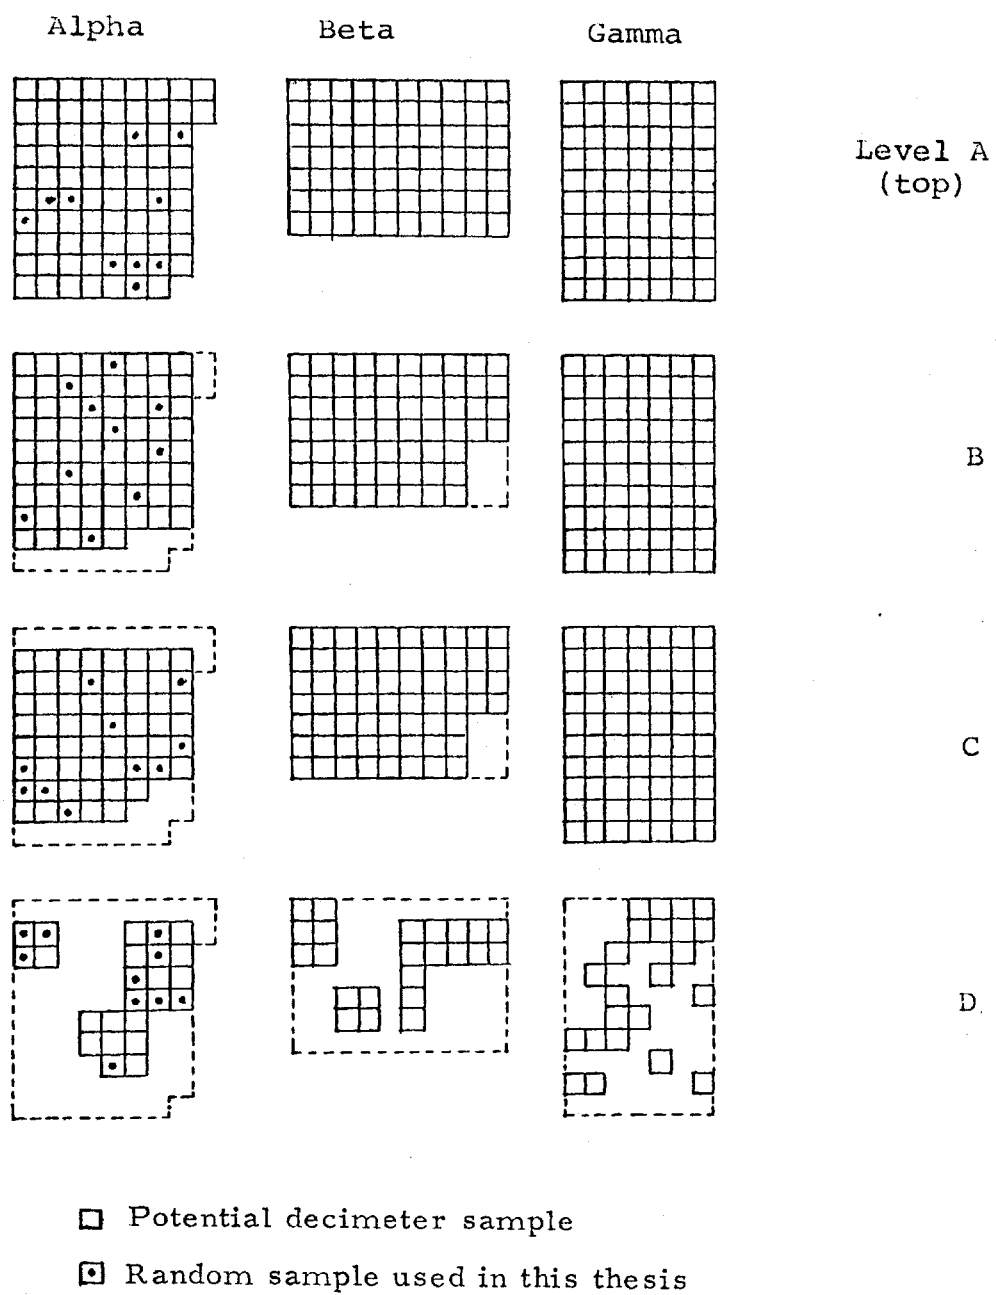 Alpha Beta Gamma
Level A
(top)
B
C
D
Potential decimeter sample
Random sample used in this thesis